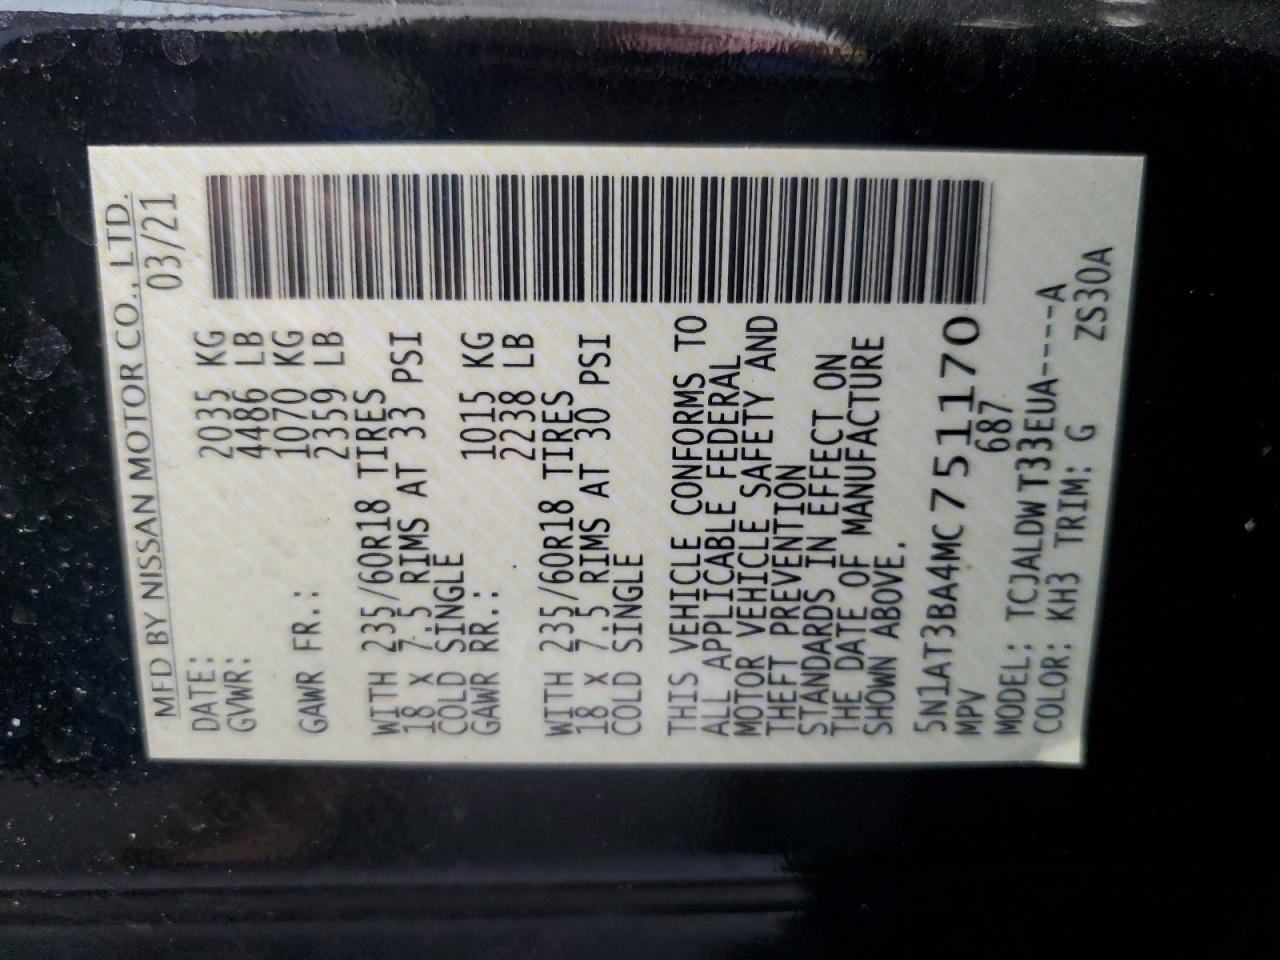 MFD BY NISSAN MOTOR CO., LTD.
DATE: 03/21
GVWR: 2035 KG
4486 LB
GAWR FR.: 1070 KG
2359 LB
WITH 235/60R18 TIRES
18 x 7.5 RIMS AT 33 PSI
COLD SINGLE
GAWR RR.: 1015 KG
2238 LB
WITH 235/60R18 TIRES
18 x 7.5 RIMS AT 30 PSI
COLD SINGLE
THIS VEHICLE CONFORMS TO
ALL APPLICABLE FEDERAL
MOTOR VEHICLE SAFETY AND
THEFT PREVENTION
STANDARDS IN EFFECT ON
THE DATE OF MANUFACTURE
SHOWN ABOVE.
5N1AT3BA4MC751170
MPV 687
MODEL: TCJALDWT33EUA-----A
COLOR: KH3 TRIM: G ZS30A